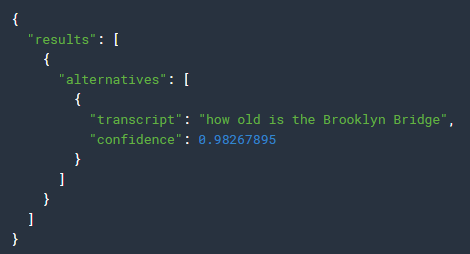 {
  "results": [
    {
      "alternatives": [
        {
          "transcript": "how old is the Brooklyn Bridge",
          "confidence": 0.98267895
        }
      ]
    }
  ]
}